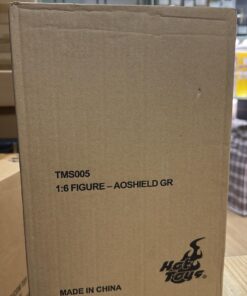 TMS005
1:6 FIGURE – AOSHIELD GR
MADE IN CHINA
Hot
Toys